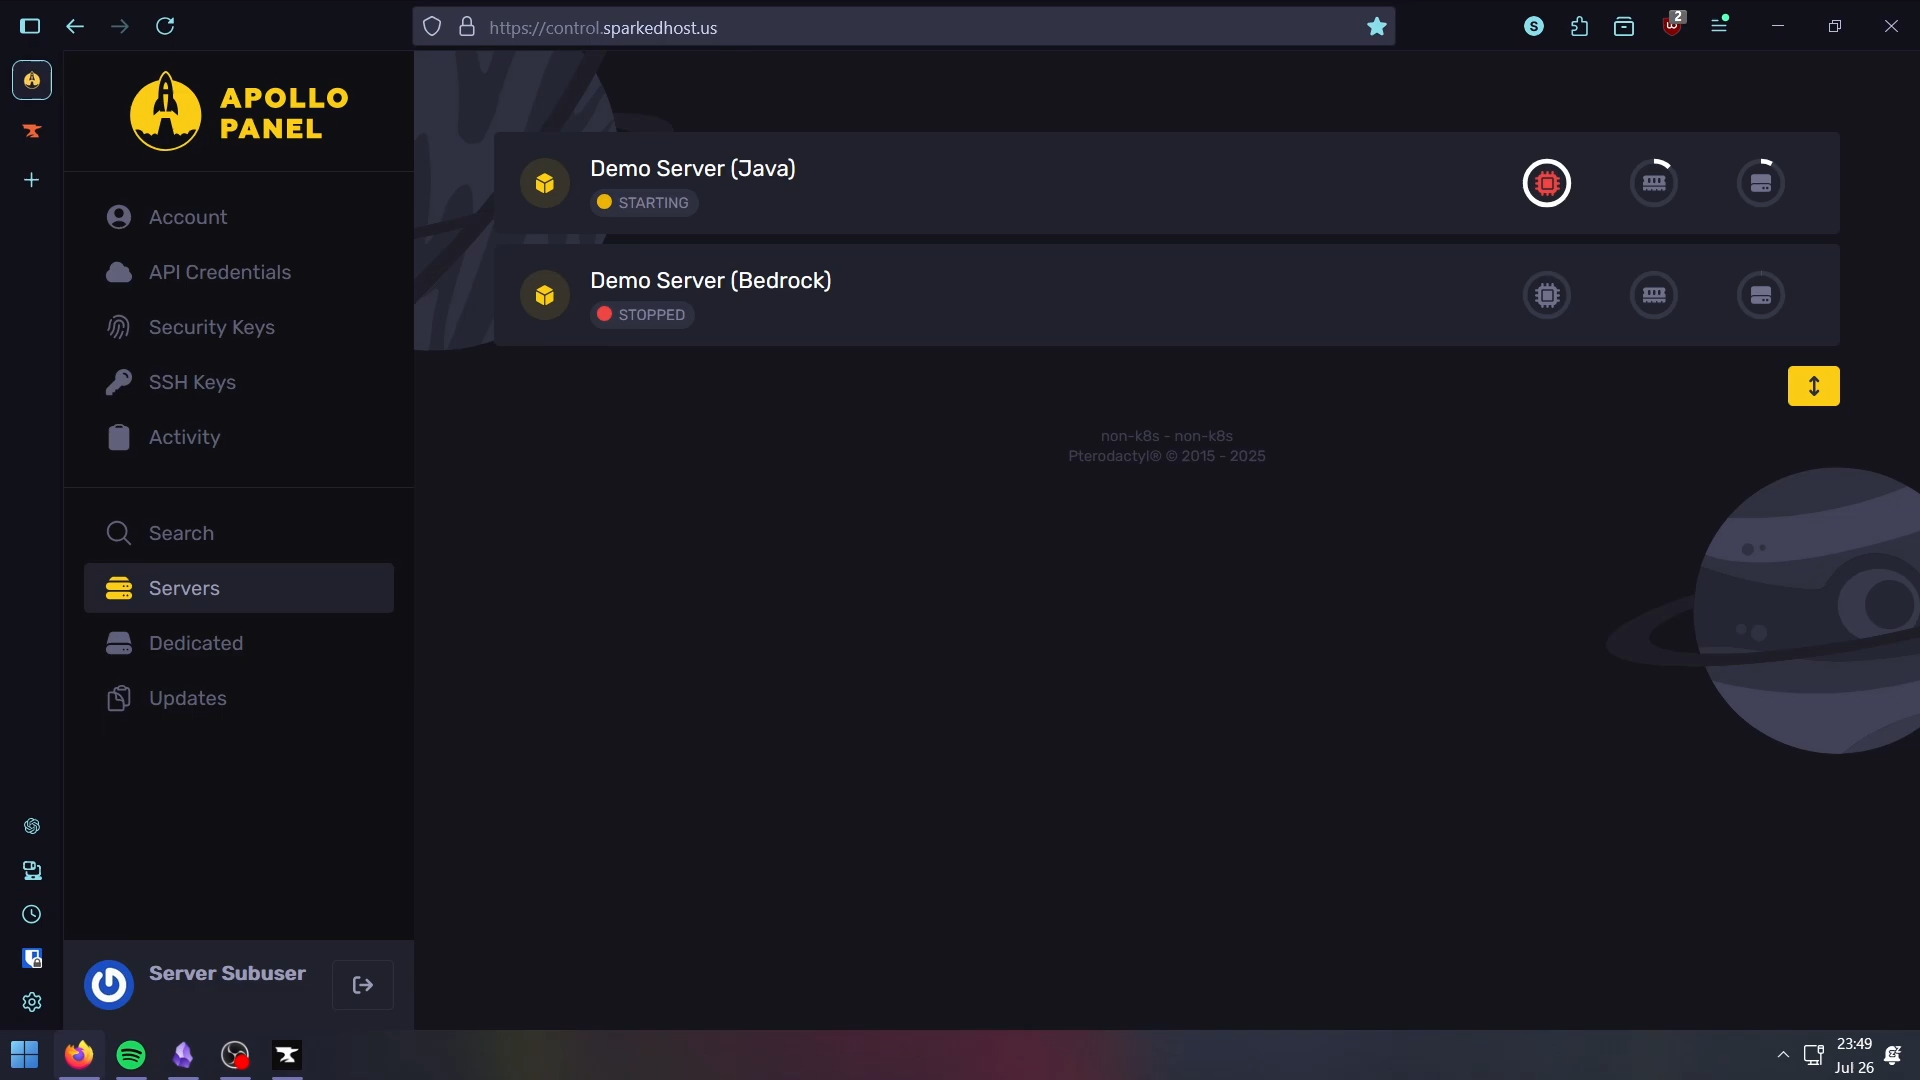 https://control.sparkedhost.us
S
2
APOLLO
PANEL
Account
API Credentials
Security Keys
SSH Keys
Activity
Search
Servers
Dedicated
Updates
Server Subuser
Demo Server (Java)
STARTING
Demo Server (Bedrock)
STOPPED
non-k8s - non-k8s
Pterodactyl® © 2015 - 2025
23:49
Jul 26